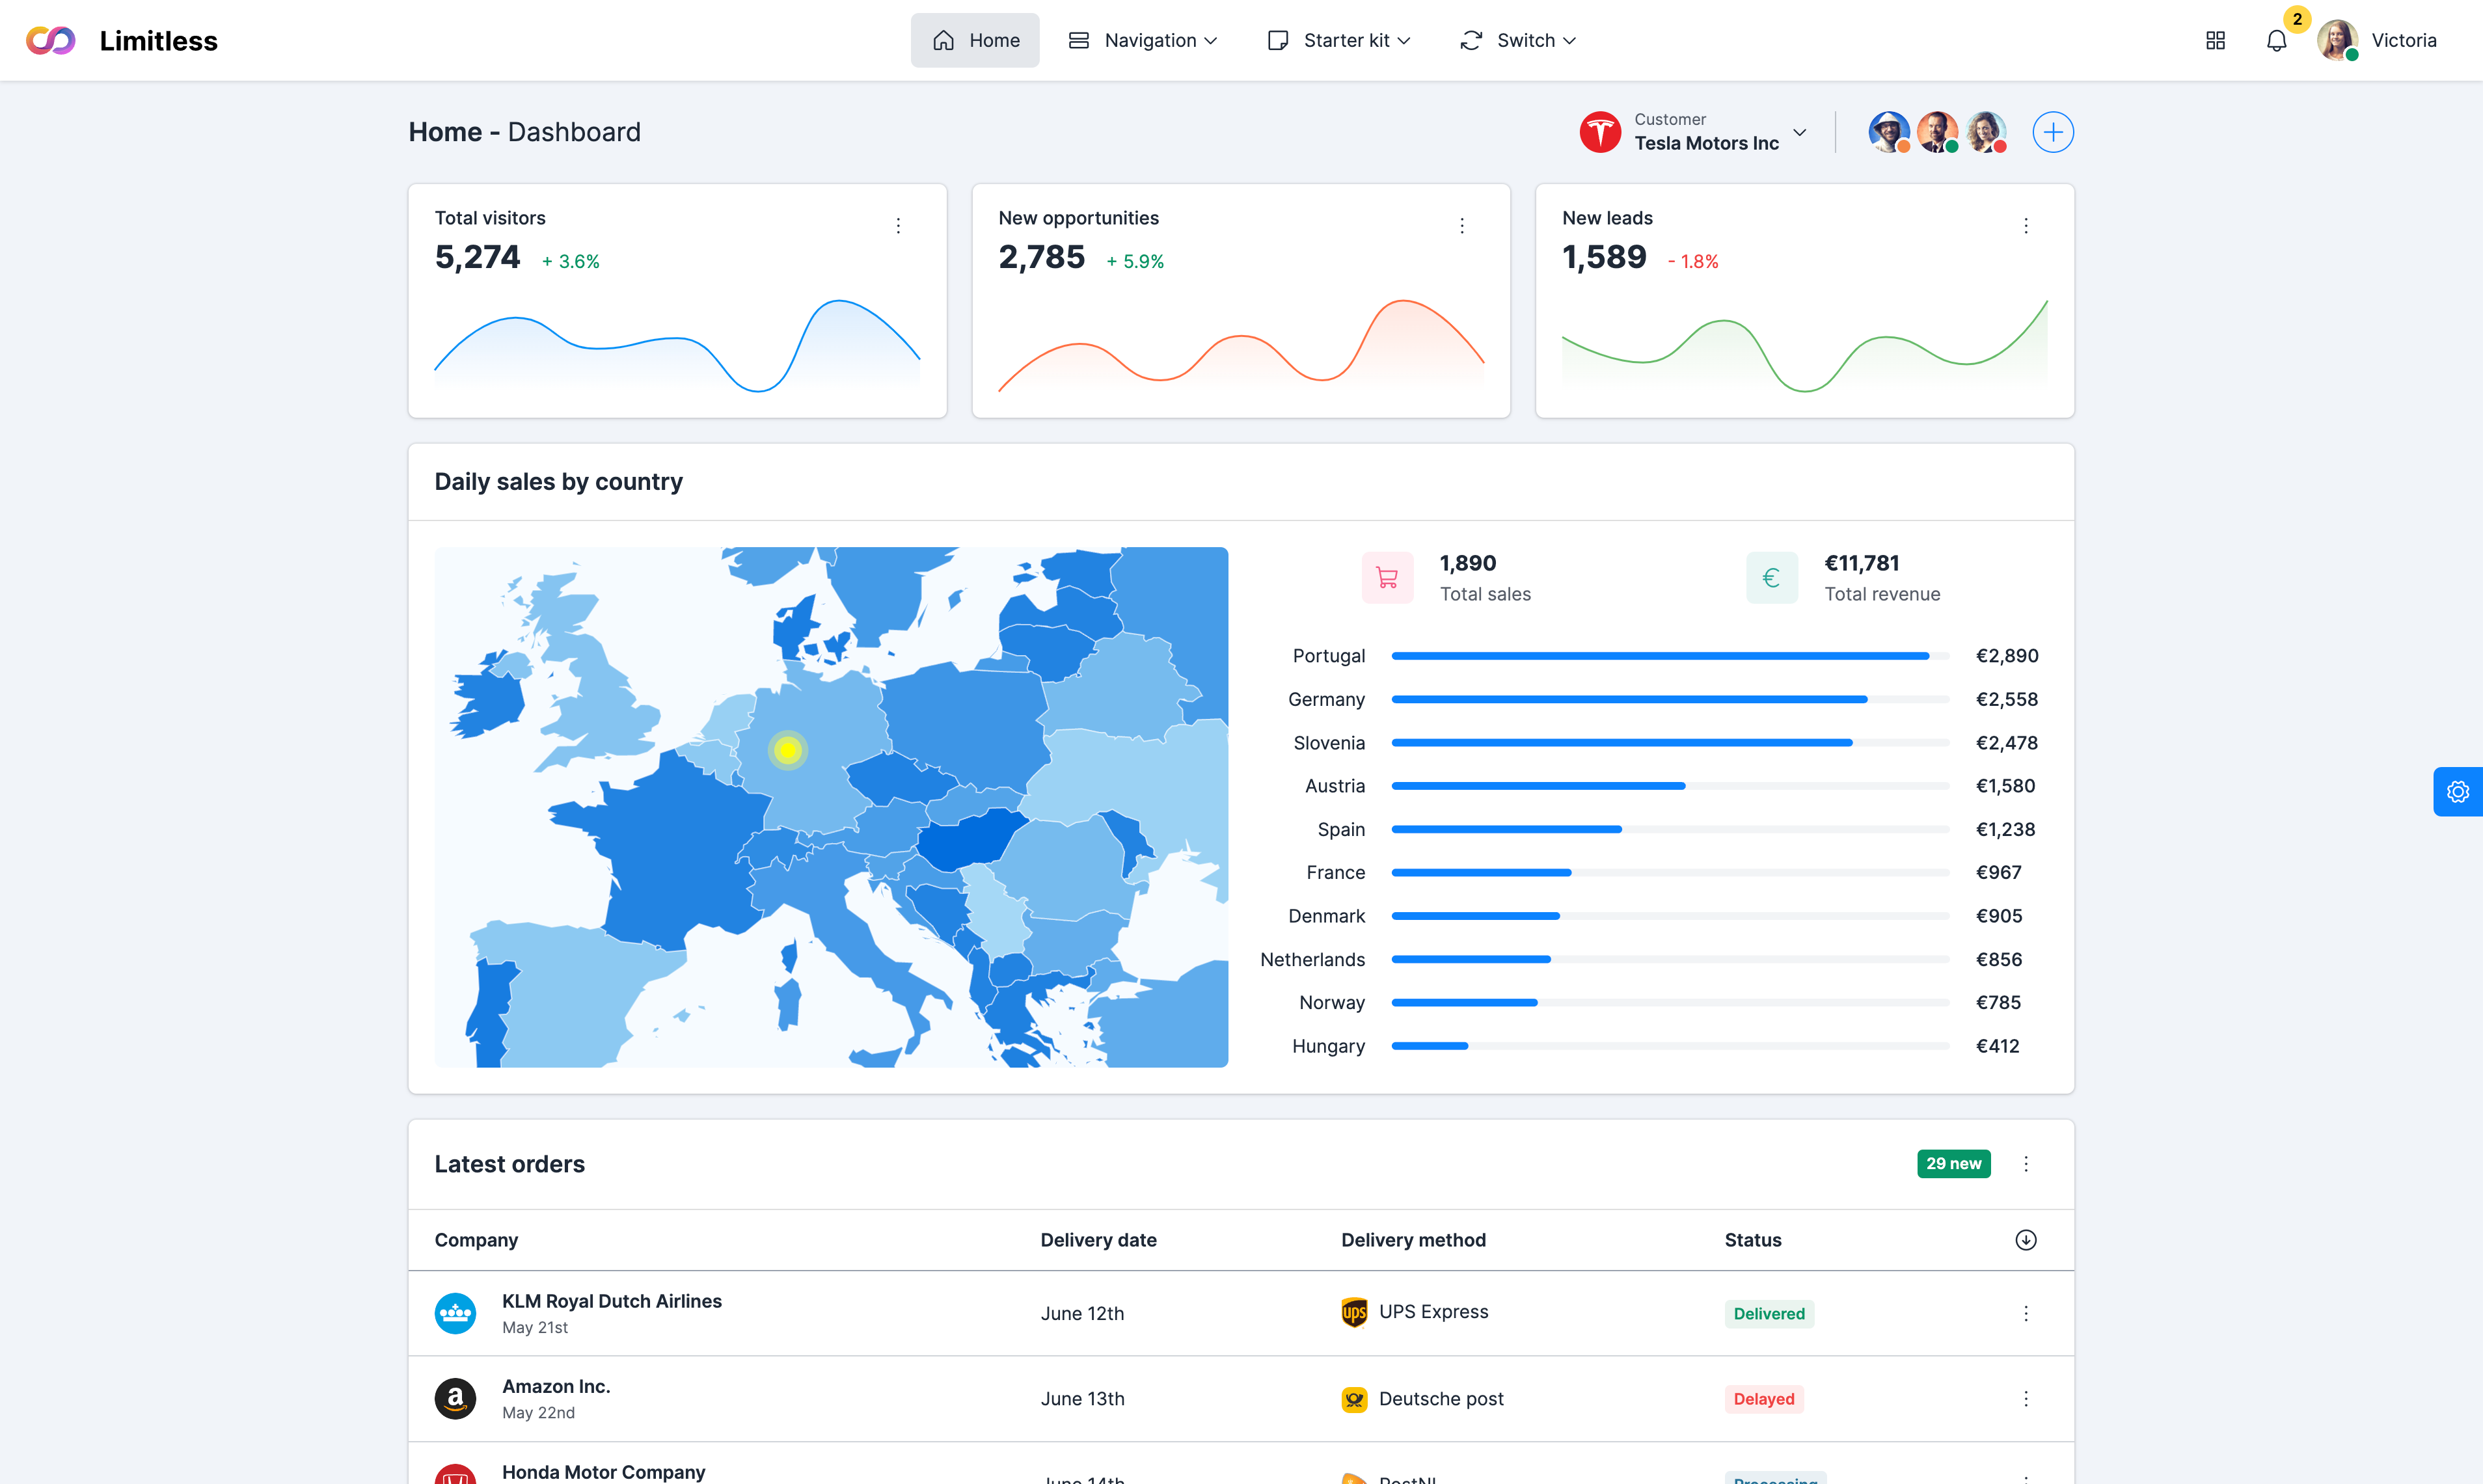 Limitless
Home
Navigation
Starter kit
Switch
2
Victoria
Home - Dashboard
Customer
Tesla Motors Inc
Total visitors
5,274 + 3.6%
New opportunities
2,785 + 5.9%
New leads
1,589 - 1.8%
Daily sales by country
1,890
Total sales
€
€11,781
Total revenue
Portugal €2,890
Germany €2,558
Slovenia €2,478
Austria €1,580
Spain €1,238
France €967
Denmark €905
Netherlands €856
Norway €785
Hungary €412
Latest orders
29 new
Company Delivery date Delivery method Status
KLM Royal Dutch Airlines
May 21st
June 12th
ups
UPS Express
Delivered
a
Amazon Inc.
May 22nd
June 13th
Deutsche post
Delayed
Honda Motor Company
June 14th
PostNL
Processing